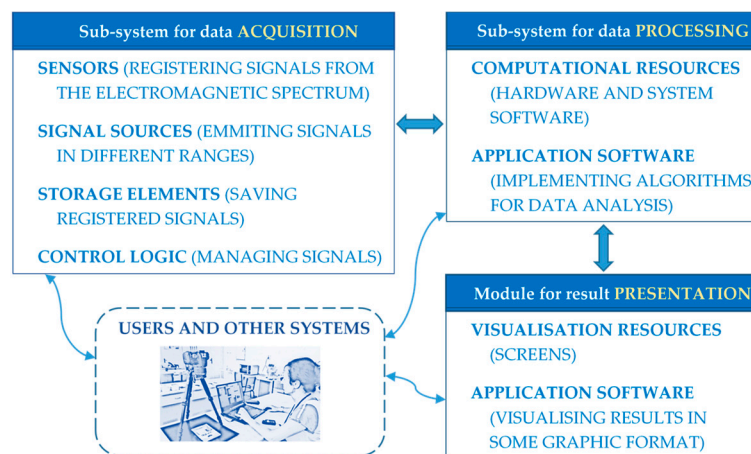 Sub-system for data ACQUISITION
SENSORS (REGISTERING SIGNALS FROM
THE ELECTROMAGNETIC SPECTRUM)
SIGNAL SOURCES (EMMITING SIGNALS
IN DIFFERENT RANGES)
STORAGE ELEMENTS (SAVING
REGISTERED SIGNALS)
CONTROL LOGIC (MANAGING SIGNALS)
Sub-system for data PROCESSING
COMPUTATIONAL RESOURCES
(HARDWARE AND SYSTEM
SOFTWARE)
APPLICATION SOFTWARE
(IMPLEMENTING ALGORITHMS
FOR DATA ANALYSIS)
USERS AND OTHER SYSTEMS
Module for result PRESENTATION
VISUALISATION RESOURCES
(SCREENS)
APPLICATION SOFTWARE
(VISUALISING RESULTS IN
SOME GRAPHIC FORMAT)